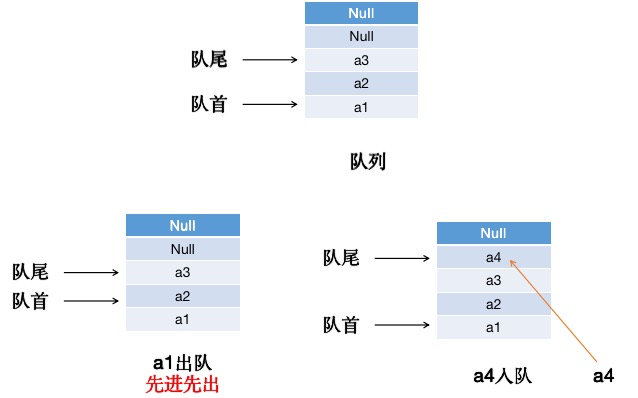 Null
Null
队尾 a3
a2
队首 a1
队列
Null
Null
队尾 a3
队首 a2
a1
a1出队
先进先出
Null
队尾 a4
a3
a2
队首 a1
a4入队 a4